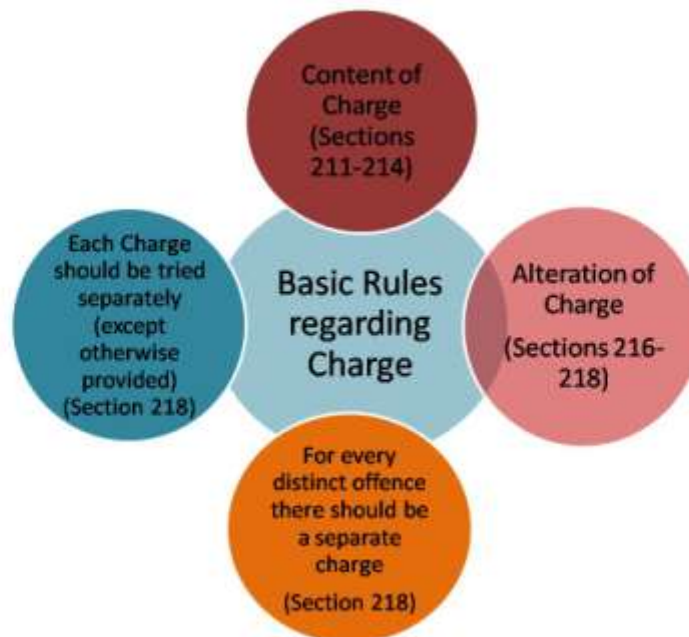 Content of
Charge
(Sections
211-214)
Each Charge
should be tried
separately
(except
otherwise
provided)
(Section 218)
Basic Rules
regarding
Charge
Alteration of
Charge
(Sections 216-
218)
For every
distinct offence
there should be
a separate
charge
(Section 218)